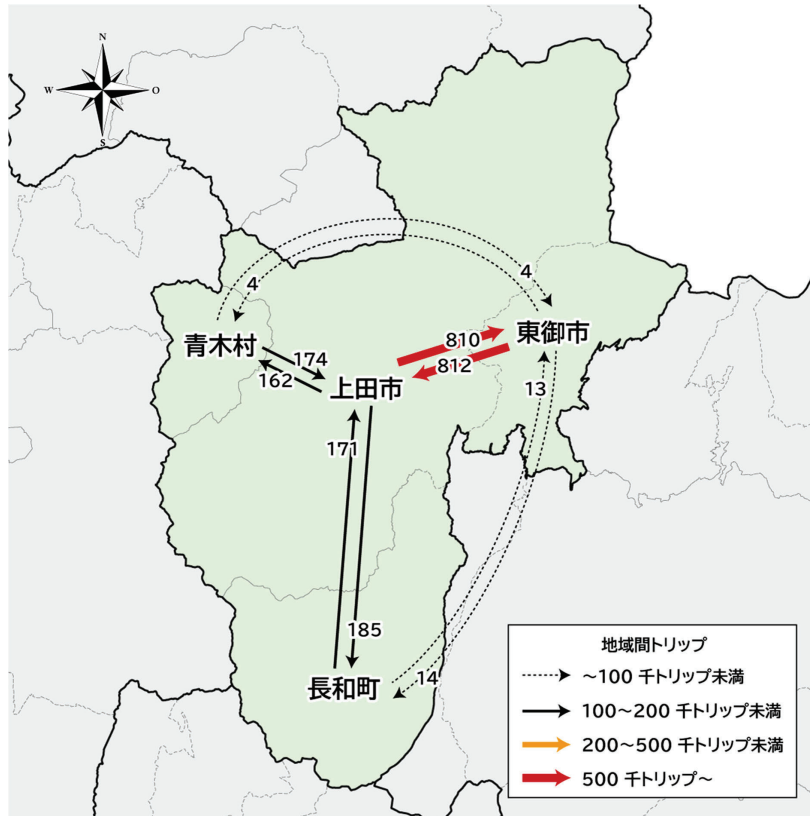 N
W
O
S
4
4
青木村
東御市
810
812
174
162
上田市
13
171
185
長和町
14
地域間トリップ
～100 千トリップ未満
100～200 千トリップ未満
200～500 千トリップ未満
500 千トリップ～